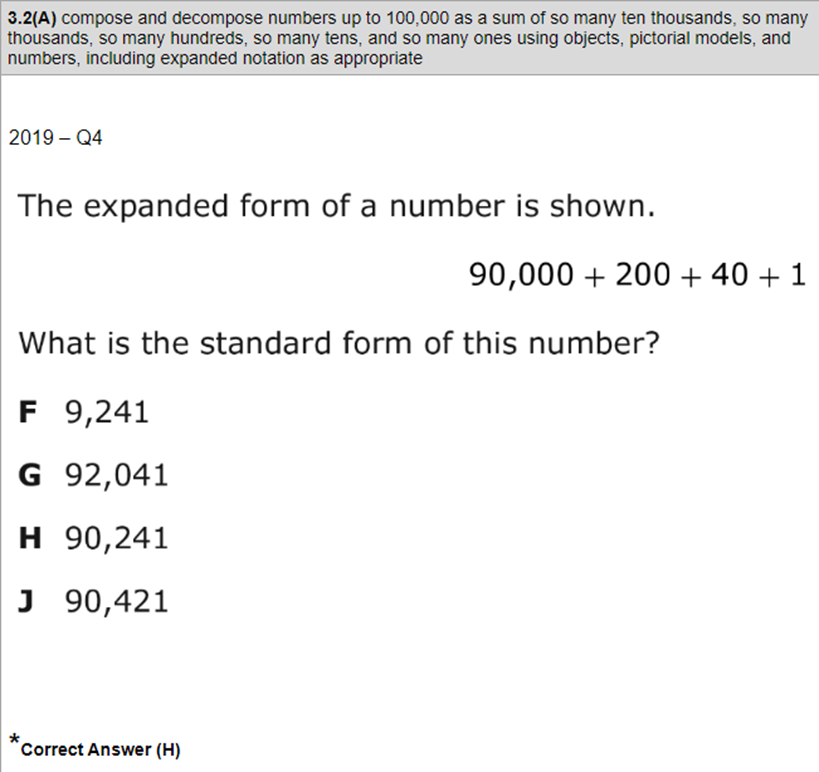 3.2(A) compose and decompose numbers up to 100,000 as a sum of so many ten thousands, so many
thousands, so many hundreds, so many tens, and so many ones using objects, pictorial models, and
numbers, including expanded notation as appropriate
2019 – Q4
The expanded form of a number is shown.
90,000 + 200 + 40 + 1
What is the standard form of this number?
F 9,241
G 92,041
H 90,241
J 90,421
*Correct Answer (H)